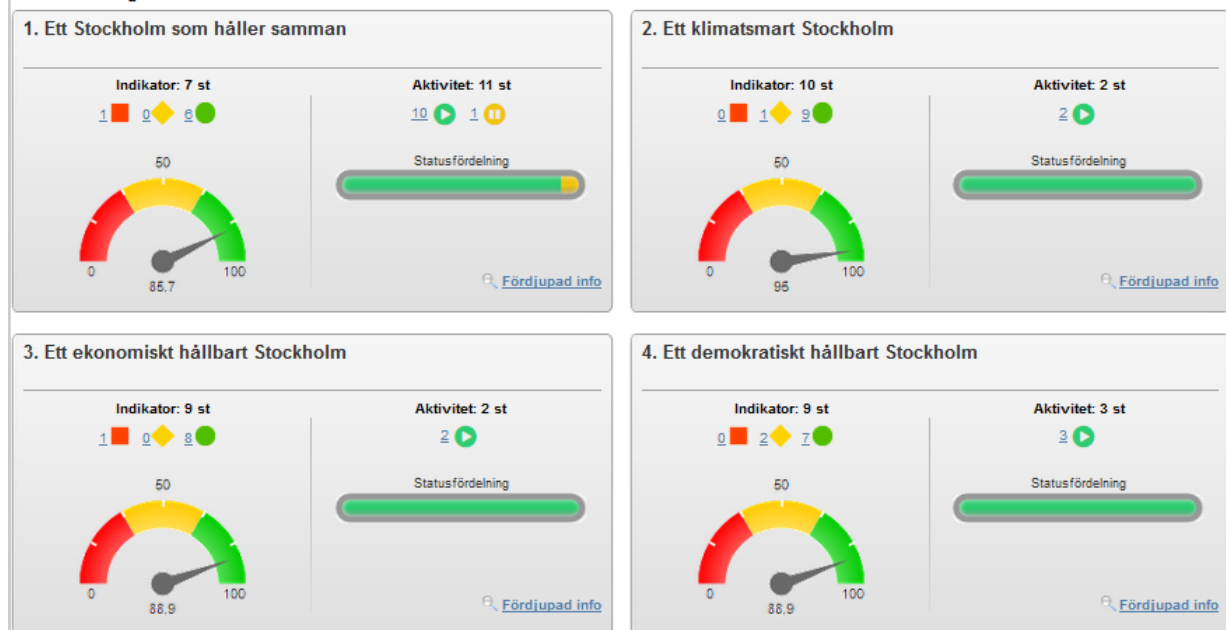 1. Ett Stockholm som håller samman
Indikator: 7 st
Aktivitet: 11 st
1 0 6
10 1
50
Statusfördelning
0
100
85,7
Fördjupad info
2. Ett klimatsmart Stockholm
Indikator: 10 st
Aktivitet: 2 st
0 1 9
2
50
Statusfördelning
0
100
95
Fördjupad info
3. Ett ekonomiskt hållbart Stockholm
Indikator: 9 st
Aktivitet: 2 st
1 0 8
2
50
Statusfördelning
0
100
88,9
Fördjupad info
4. Ett demokratiskt hållbart Stockholm
Indikator: 9 st
Aktivitet: 3 st
0 2 7
3
50
Statusfördelning
0
100
88,9
Fördjupad info